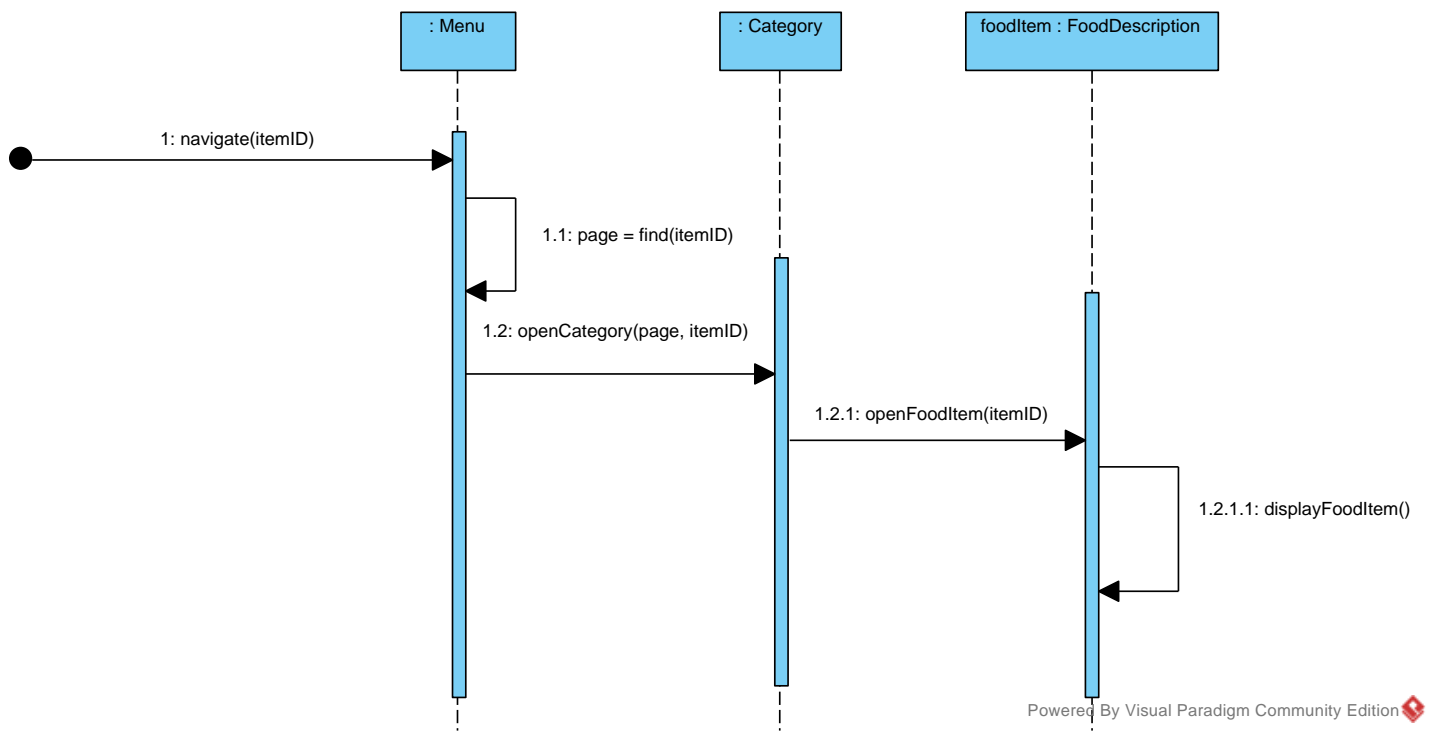 : Menu
: Category
foodItem : FoodDescription
1: navigate(itemID)
1.1: page = find(itemID)
1.2: openCategory(page, itemID)
1.2.1: openFoodItem(itemID)
1.2.1.1: displayFoodItem()
Powered By Visual Paradigm Community Edition